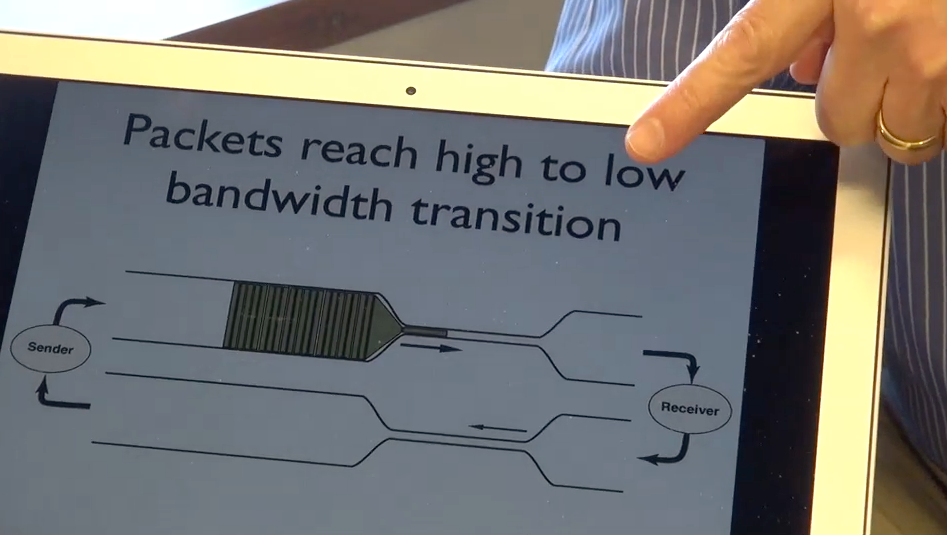 Packets reach high to low
bandwidth transition
Sender
Receiver